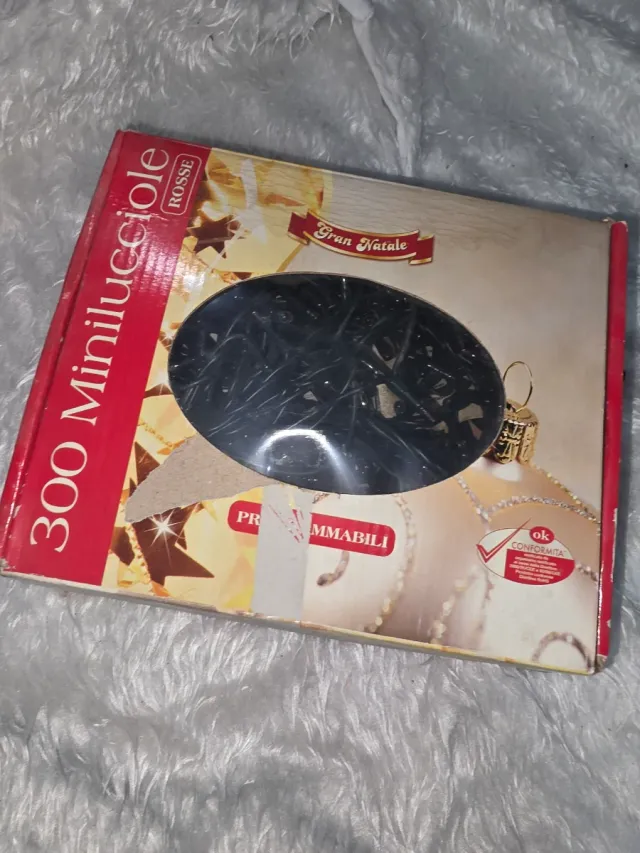 300 Minilucciole
ROSSE
Gran Natale
PR MMABILI
ok
CONFORMITA'